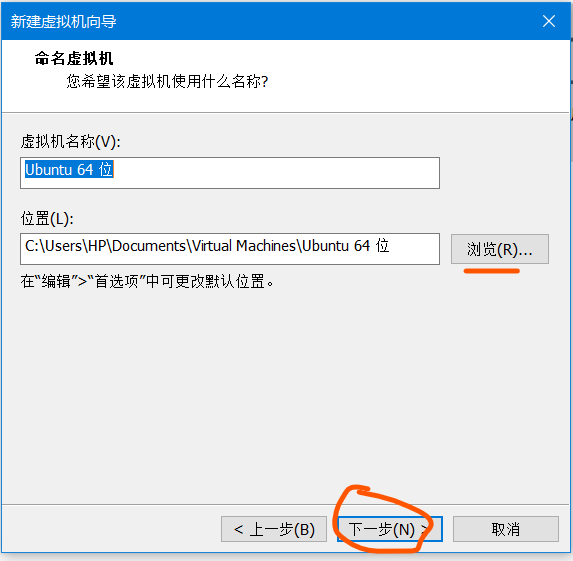 新建虚拟机向导
命名虚拟机
您希望该虚拟机使用什么名称?
虚拟机名称(V):
Ubuntu 64 位
位置(L):
C:\Users\HP\Documents\Virtual Machines\Ubuntu 64 位
浏览(R)...
在“编辑”>“首选项”中可更改默认位置。
< 上一步(B)
下一步(N) >
取消